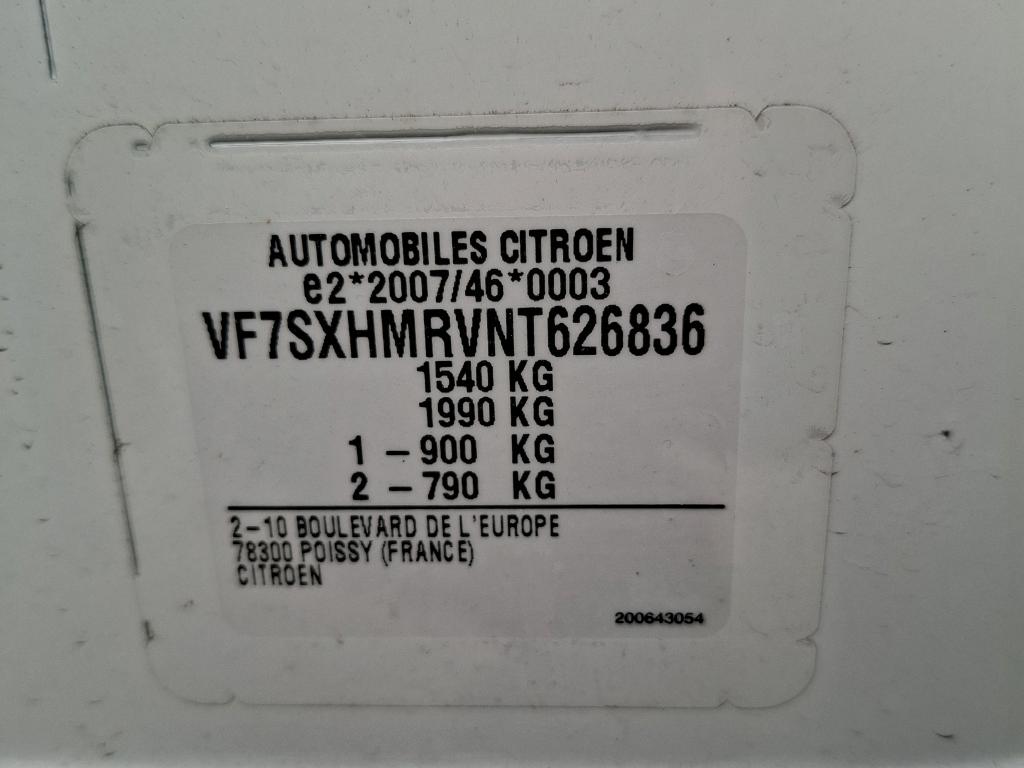 AUTOMOBILES CITROEN
e2*2007/46*0003
VF7SXHMRVNT626836
1540 KG
1990 KG
1 – 900 KG
2 – 790 KG
2–10 BOULEVARD DE L'EUROPE
78300 POISSY (FRANCE)
CITROEN
200643054